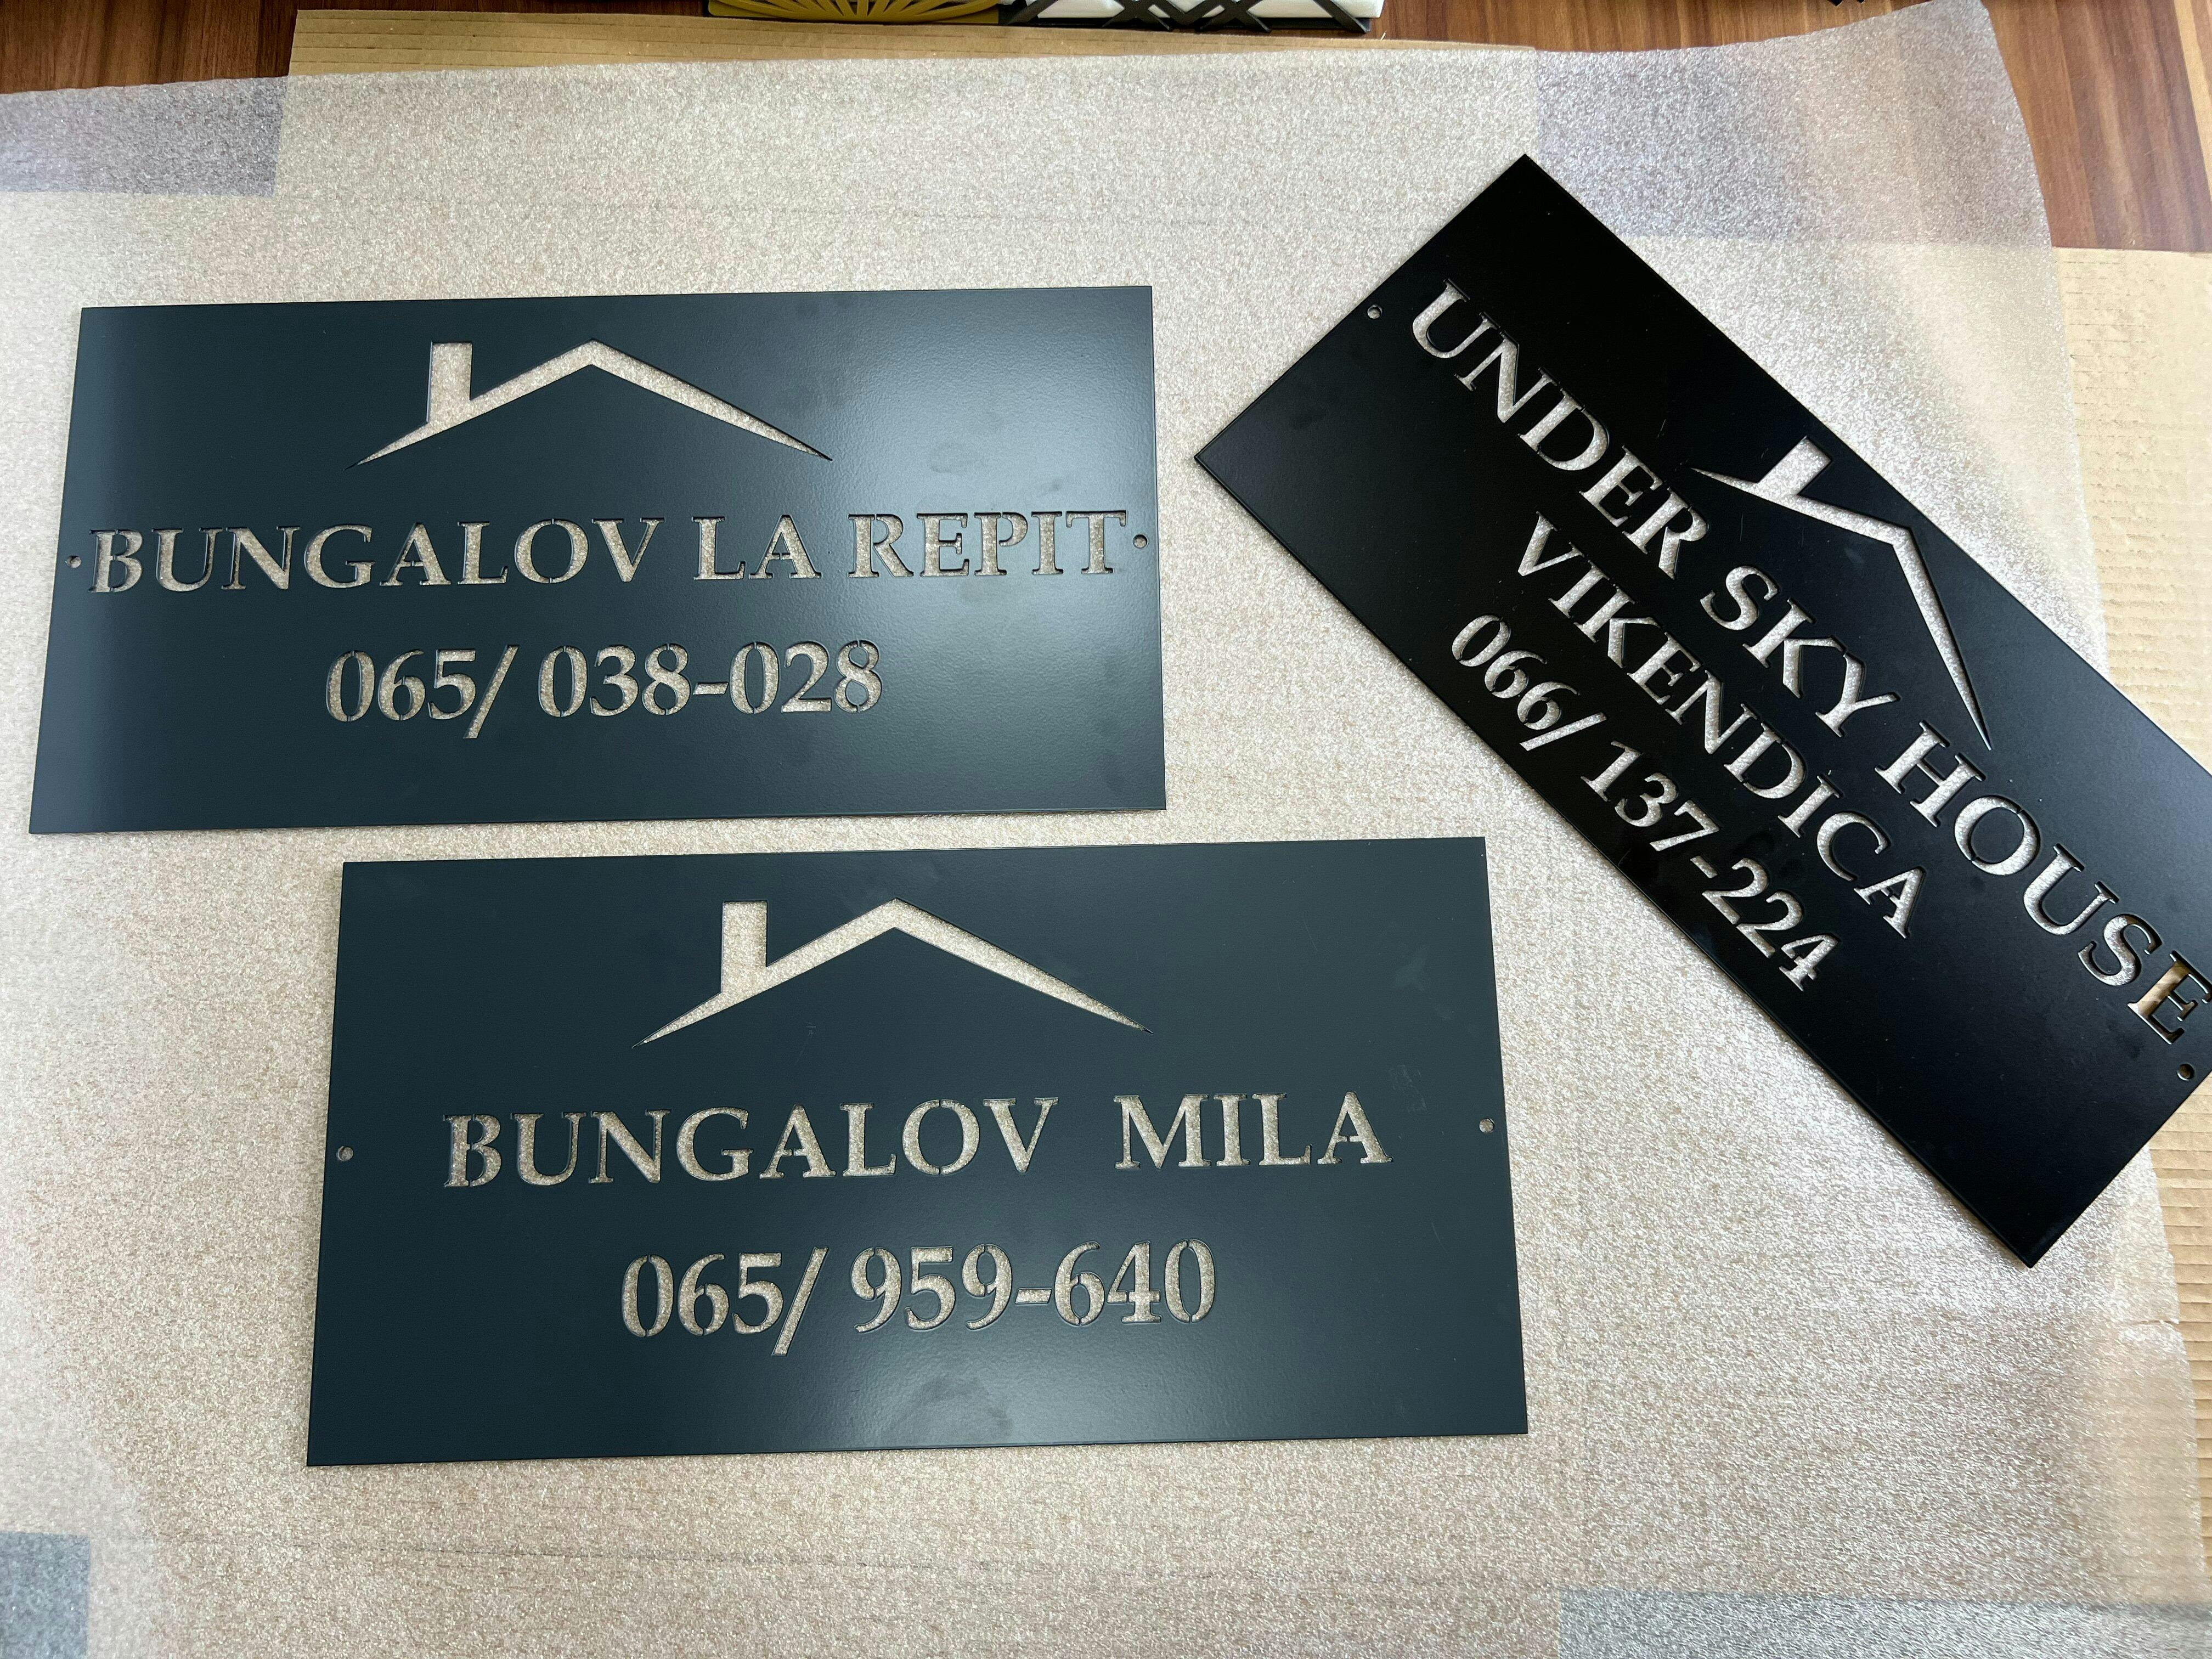 BUNGALOV LA REPIT
065/ 038-028
BUNGALOV MILA
065/ 959-640
UNDER SKY HOUSE
VIKENDICA
066/ 137-224